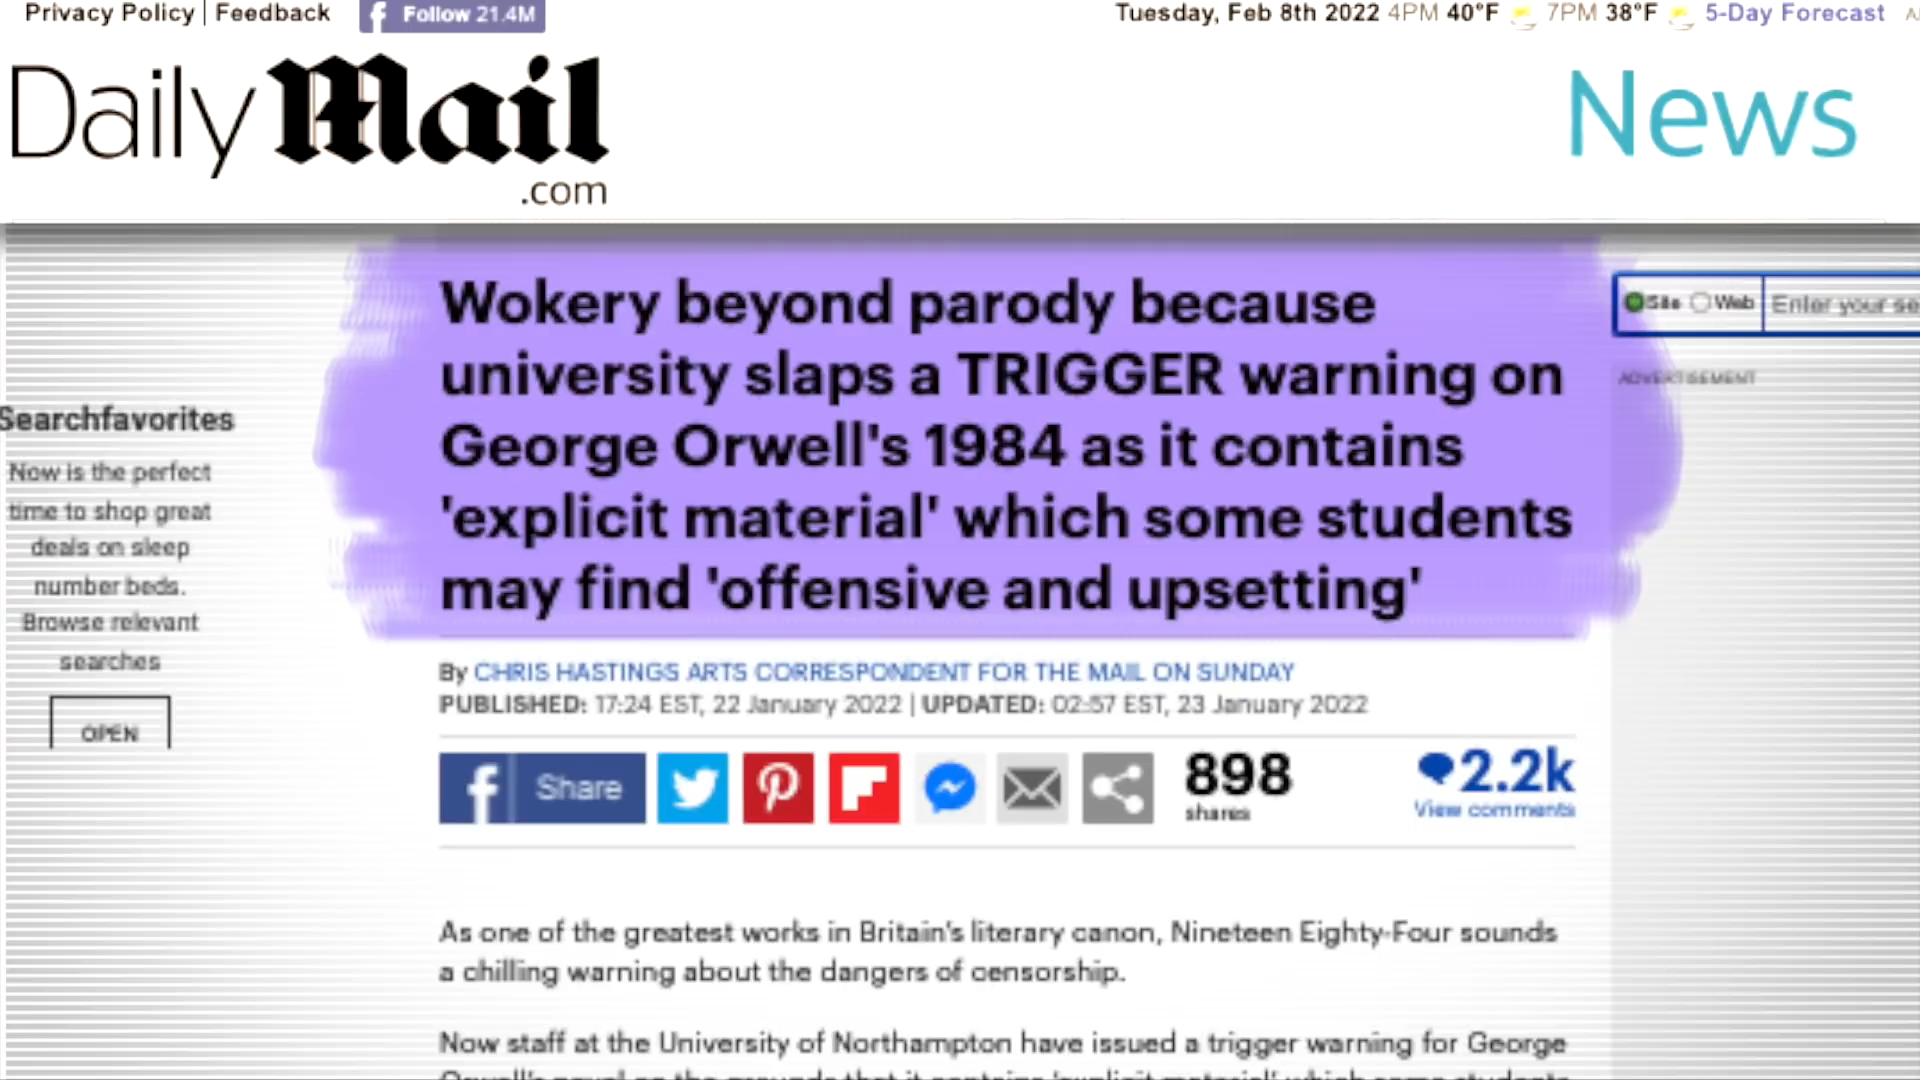 Privacy Policy | Feedback
Follow 21.4M
Tuesday, Feb 8th 2022 4PM 40°F 7PM 38°F 5-Day Forecast
Daily Mail
.com
News
Wokery beyond parody because
university slaps a TRIGGER warning on
George Orwell's 1984 as it contains
'explicit material' which some students
may find 'offensive and upsetting'
Site Web Enter your se
ADVERTISEMENT
Searchfavorites
Now is the perfect
time to shop great
deals on sleep
number beds.
Browse relevant
searches
OPEN
By CHRIS HASTINGS ARTS CORRESPONDENT FOR THE MAIL ON SUNDAY
PUBLISHED: 17:24 EST, 22 January 2022 | UPDATED: 02:57 EST, 23 January 2022
Share
898
shares
2.2k
View comments
As one of the greatest works in Britain's literary canon, Nineteen Eighty-Four sounds
a chilling warning about the dangers of censorship.
Now staff at the University of Northampton have issued a trigger warning for George